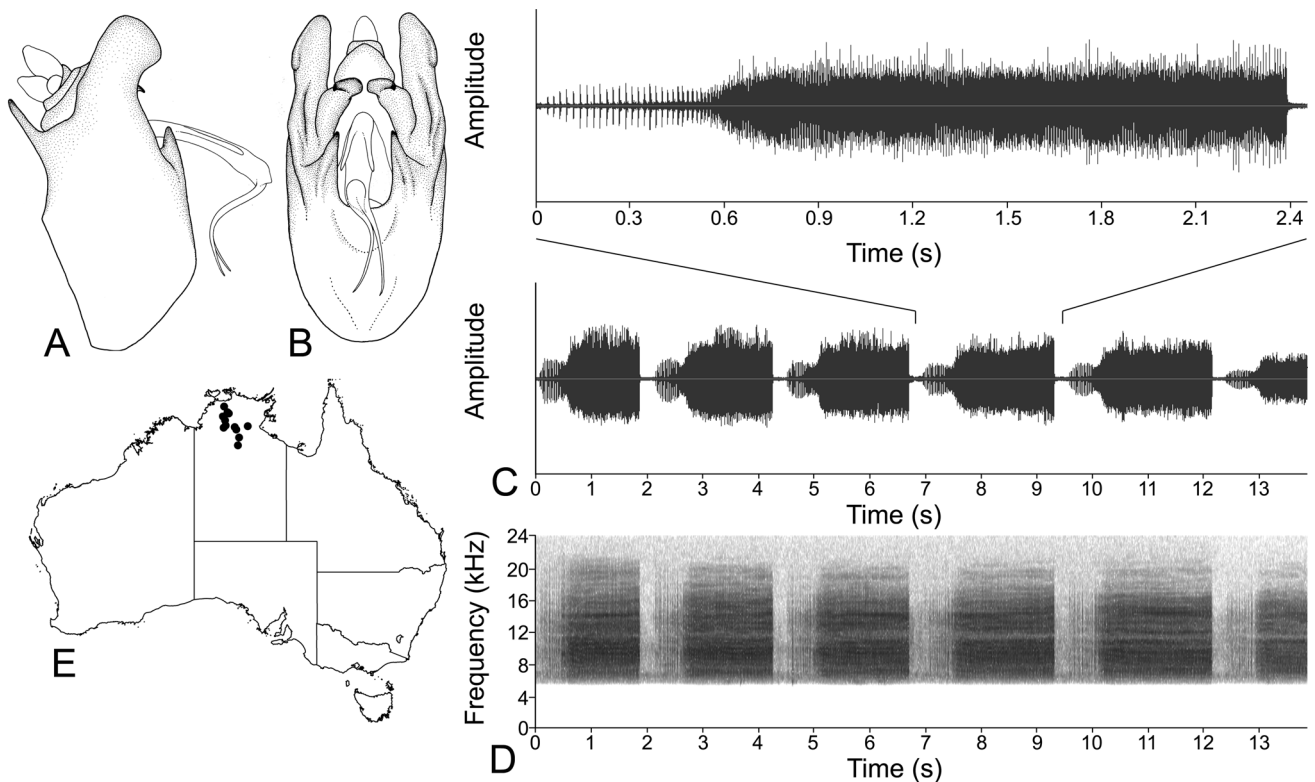 A
B
Amplitude
0 0.3 0.6 0.9 1.2 1.5 1.8 2.1 2.4
Time (s)
Amplitude
C
0 1 2 3 4 5 6 7 8 9 10 11 12 13
Time (s)
Frequency (kHz)
24
20
16
12
8
4
0
D
0 1 2 3 4 5 6 7 8 9 10 11 12 13
Time (s)
E